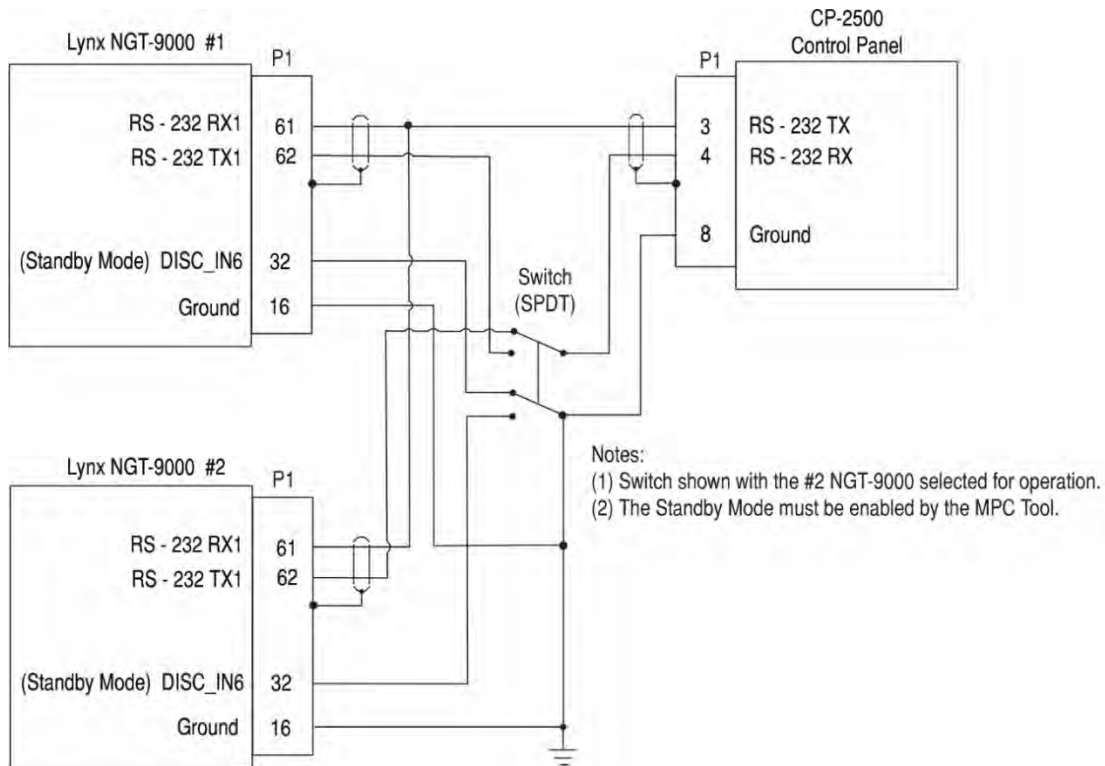 Lynx NGT-9000 #1
P1
RS - 232 RX1 61
RS - 232 TX1 62
(Standby Mode) DISC_IN6 32
Ground 16
CP-2500
Control Panel
P1
3 RS - 232 TX
4 RS - 232 RX
8 Ground
Switch
(SPDT)
Lynx NGT-9000 #2
P1
RS - 232 RX1 61
RS - 232 TX1 62
(Standby Mode) DISC_IN6 32
Ground 16
Notes:
(1) Switch shown with the #2 NGT-9000 selected for operation.
(2) The Standby Mode must be enabled by the MPC Tool.